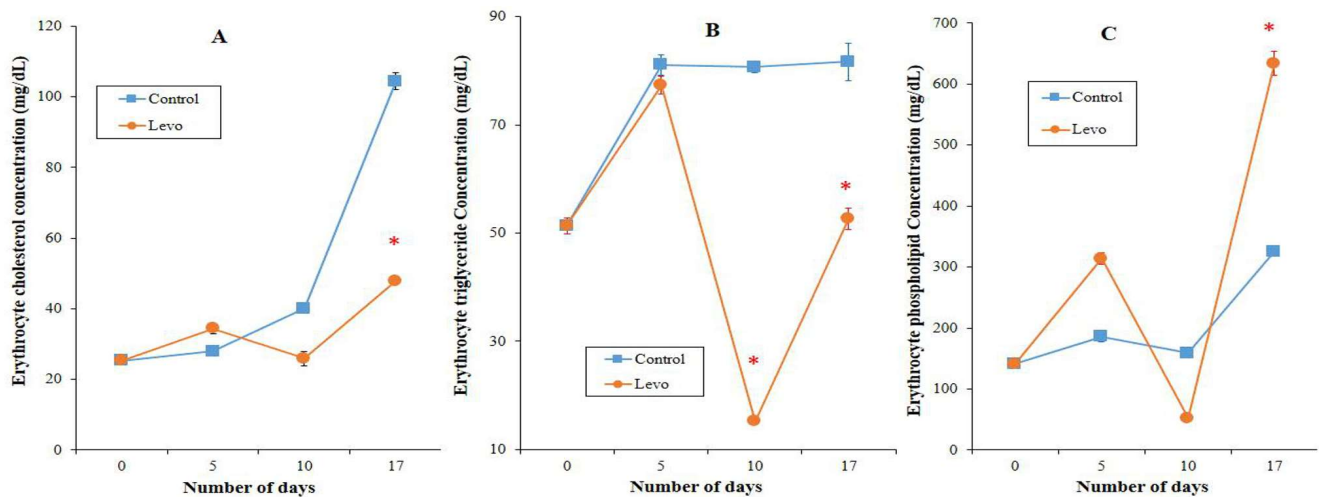 A
Erythrocyte cholesterol concentration (mg/dL)
120
100
80
60
40
20
0
Control
Levo
*
0 5 10 17
Number of days
B
Erythrocyte triglyceride Concentration (mg/dL)
90
70
50
30
10
Control
Levo
*
*
0 5 10 17
Number of days
C
Erythrocyte phospholipid Concentration (mg/dL)
700
600
500
400
300
200
100
0
Control
Levo
*
0 5 10 17
Number of days